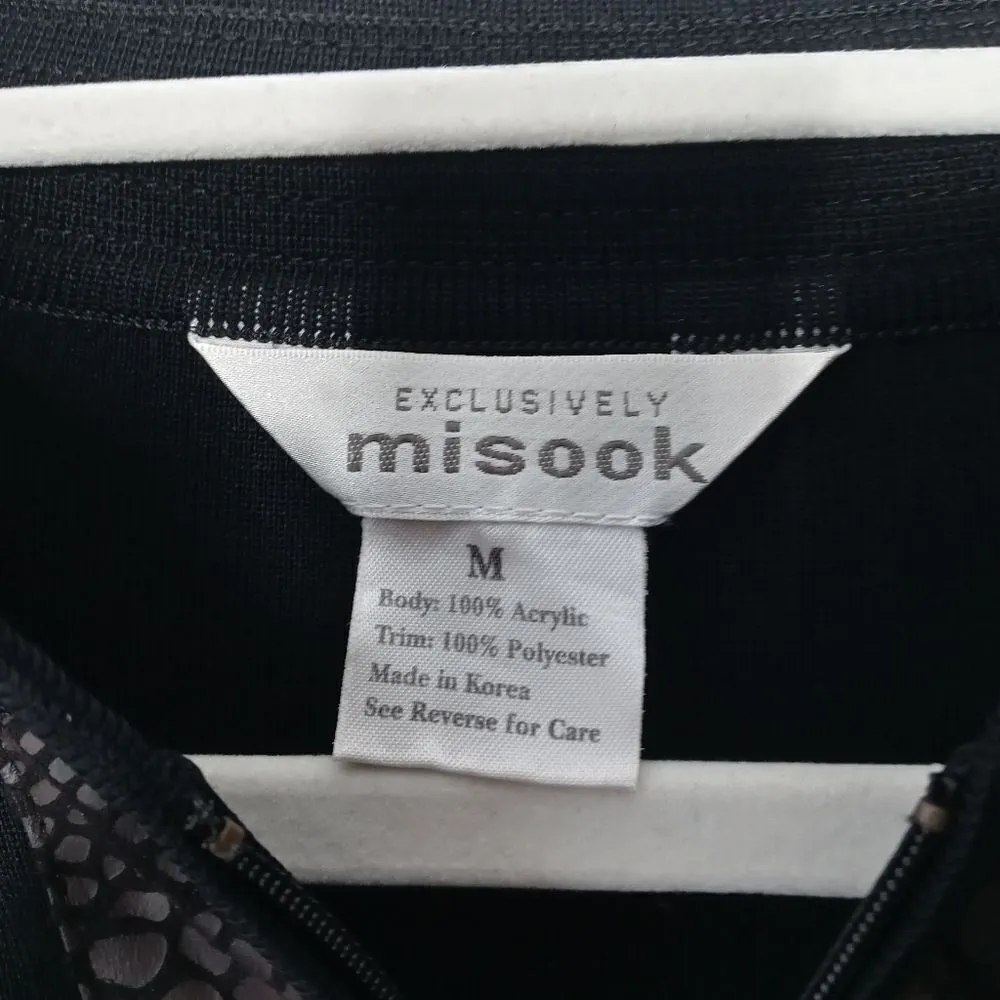 EXCLUSIVELY
misook
M
Body: 100% Acrylic
Trim: 100% Polyester
Made in Korea
See Reverse for Care